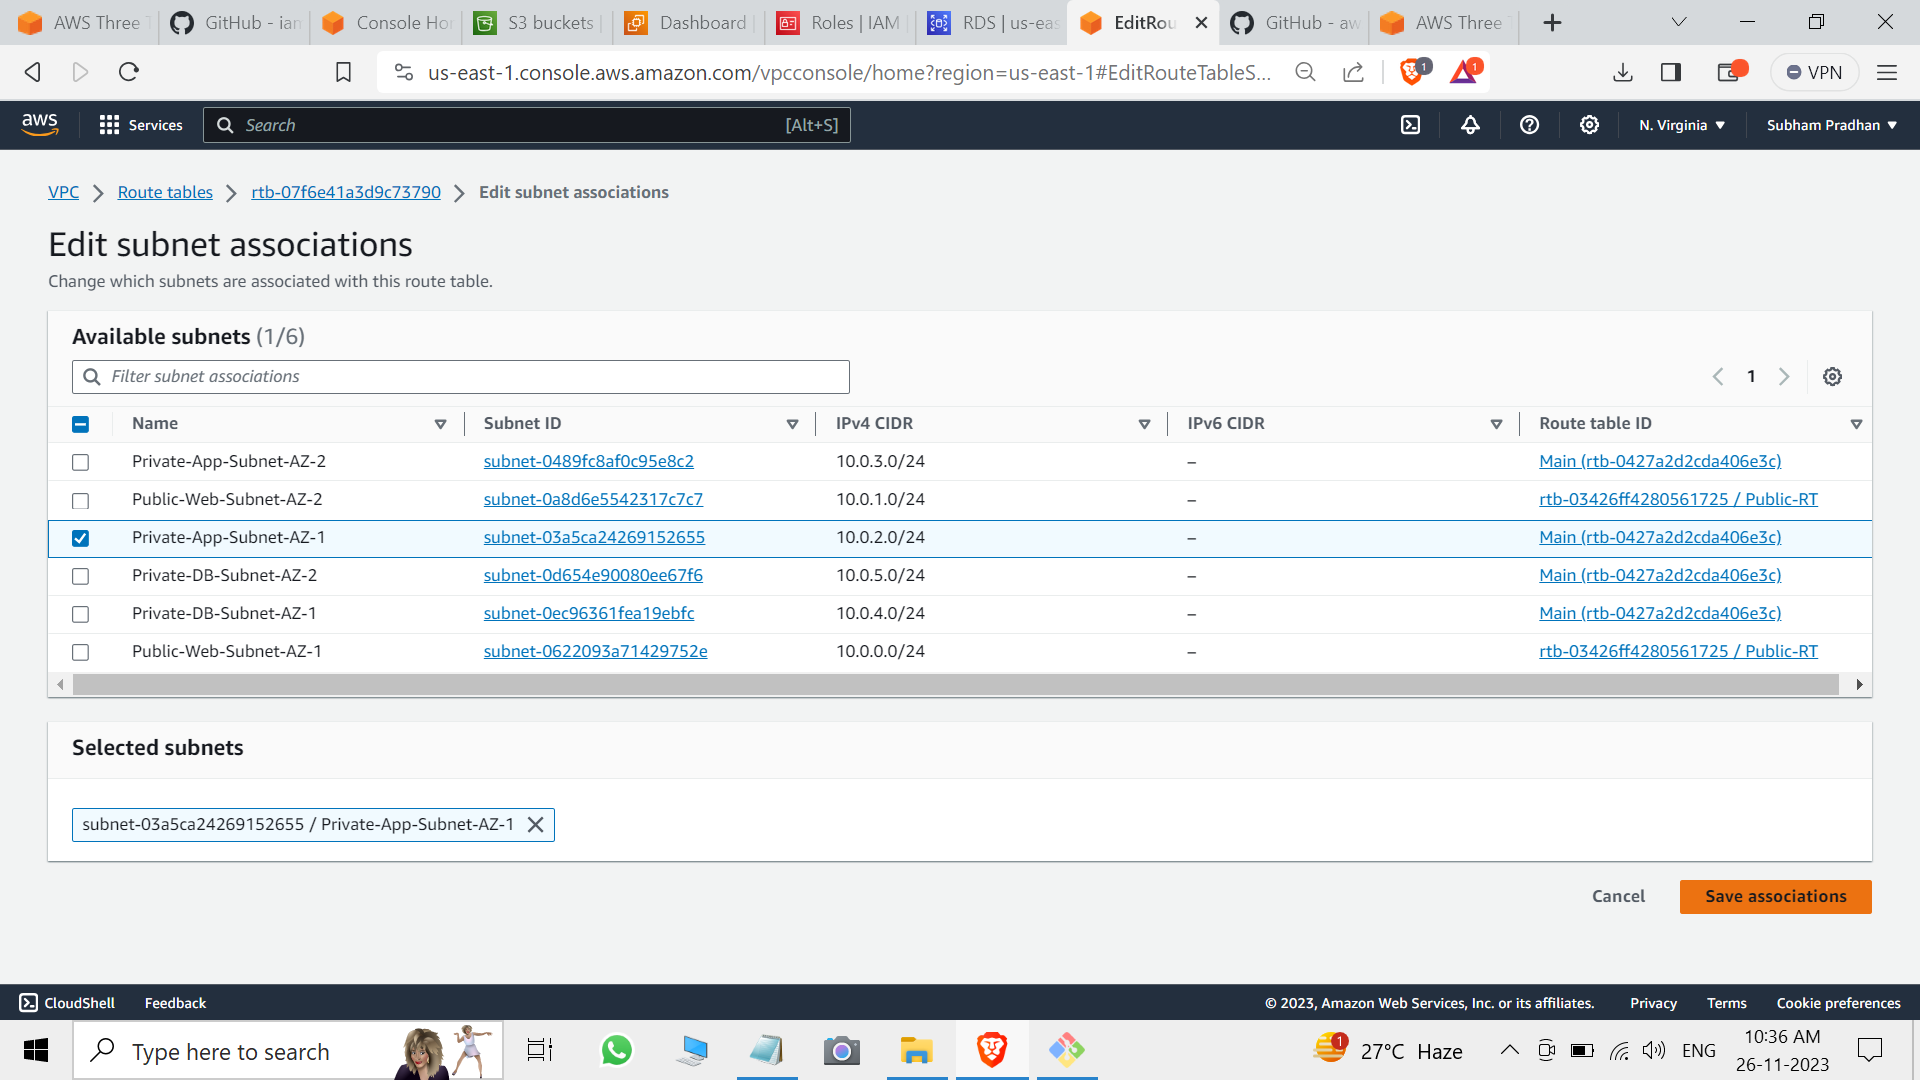 AWS Three T
GitHub - iam
Console Hor
S3 buckets |
Dashboard |
Roles | IAM |
RDS | us-eas
EditRou
GitHub - aw
AWS Three T
us-east-1.console.aws.amazon.com/vpcconsole/home?region=us-east-1#EditRouteTableS...
1
1
VPN
aws
Services
Search
[Alt+S]
N. Virginia
Subham Pradhan
VPC
Route tables
rtb-07f6e41a3d9c73790
Edit subnet associations
Edit subnet associations
Change which subnets are associated with this route table.
Available subnets (1/6)
Filter subnet associations
1
Name Subnet ID IPv4 CIDR IPv6 CIDR Route table ID
Private-App-Subnet-AZ-2 subnet-0489fc8af0c95e8c2 10.0.3.0/24 – Main (rtb-0427a2d2cda406e3c)
Public-Web-Subnet-AZ-2 subnet-0a8d6e5542317c7c7 10.0.1.0/24 – rtb-03426ff4280561725 / Public-RT
Private-App-Subnet-AZ-1 subnet-03a5ca24269152655 10.0.2.0/24 – Main (rtb-0427a2d2cda406e3c)
Private-DB-Subnet-AZ-2 subnet-0d654e90080ee67f6 10.0.5.0/24 – Main (rtb-0427a2d2cda406e3c)
Private-DB-Subnet-AZ-1 subnet-0ec96361fea19ebfc 10.0.4.0/24 – Main (rtb-0427a2d2cda406e3c)
Public-Web-Subnet-AZ-1 subnet-0622093a71429752e 10.0.0.0/24 – rtb-03426ff4280561725 / Public-RT
Selected subnets
subnet-03a5ca24269152655 / Private-App-Subnet-AZ-1
Cancel
Save associations
CloudShell
Feedback
© 2023, Amazon Web Services, Inc. or its affiliates.
Privacy
Terms
Cookie preferences
Type here to search
1
27°C Haze
ENG
10:36 AM
26-11-2023